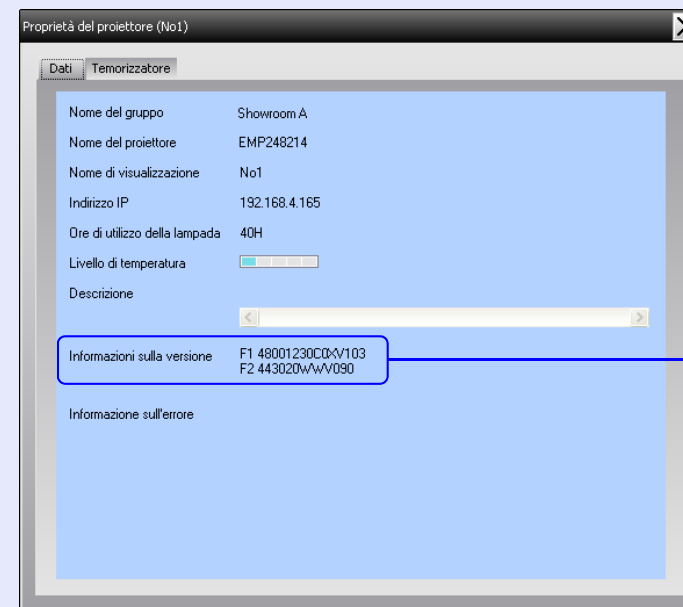 Proprietà del proiettore (No1)
Dati Temorizzatore
Nome del gruppo Showroom A
Nome del proiettore EMP248214
Nome di visualizzazione No1
Indirizzo IP 192.168.4.165
Ore di utilizzo della lampada 40H
Livello di temperatura
Descrizione
Informazioni sulla versione F1 48001230C0XV103
F2 443020WWV090
Informazione sull'errore